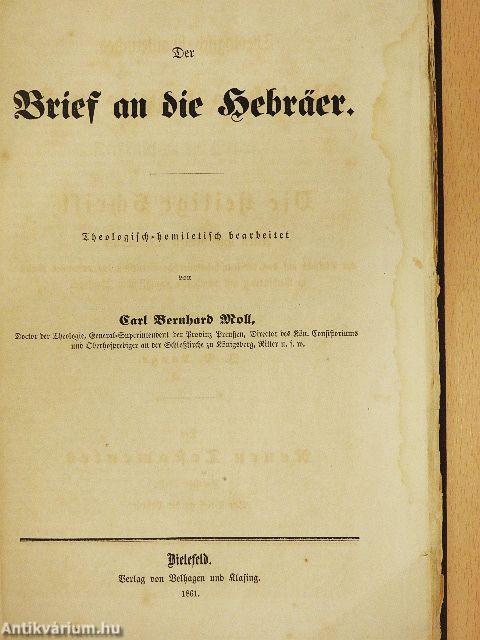 Der
Brief an die Hebräer.
Theologisch-homiletisch bearbeitet
von
Carl Bernhard Moll,
Doctor der Theologie, General-Superintendent der Provinz Preußen, Director des Kön. Consistoriums
und Oberhofprediger an der Schloßkirche zu Königsberg, Ritter u. s. w.
Bielefeld.
Verlag von Velhagen und Klasing.
1861.
Antikvárium.hu